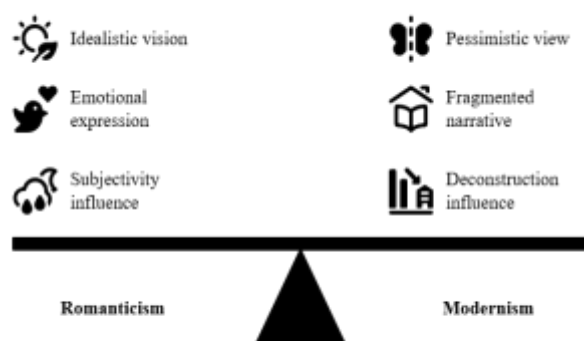 Idealistic vision
Emotional
expression
Subjectivity
influence
Pessimistic view
Fragmented
narrative
Deconstruction
influence
Romanticism
Modernism